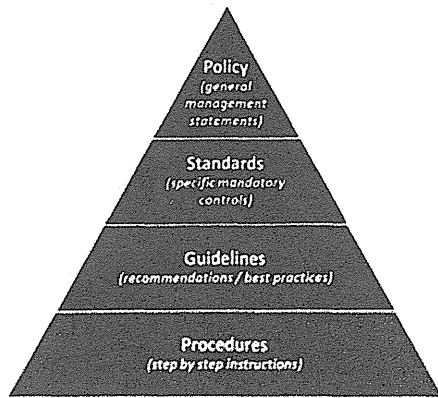 Policy
(general
management
statements)
Standards
(specific mandatory
controls)
Guidelines
(recommendations / best practices)
Procedures
(step by step instructions)